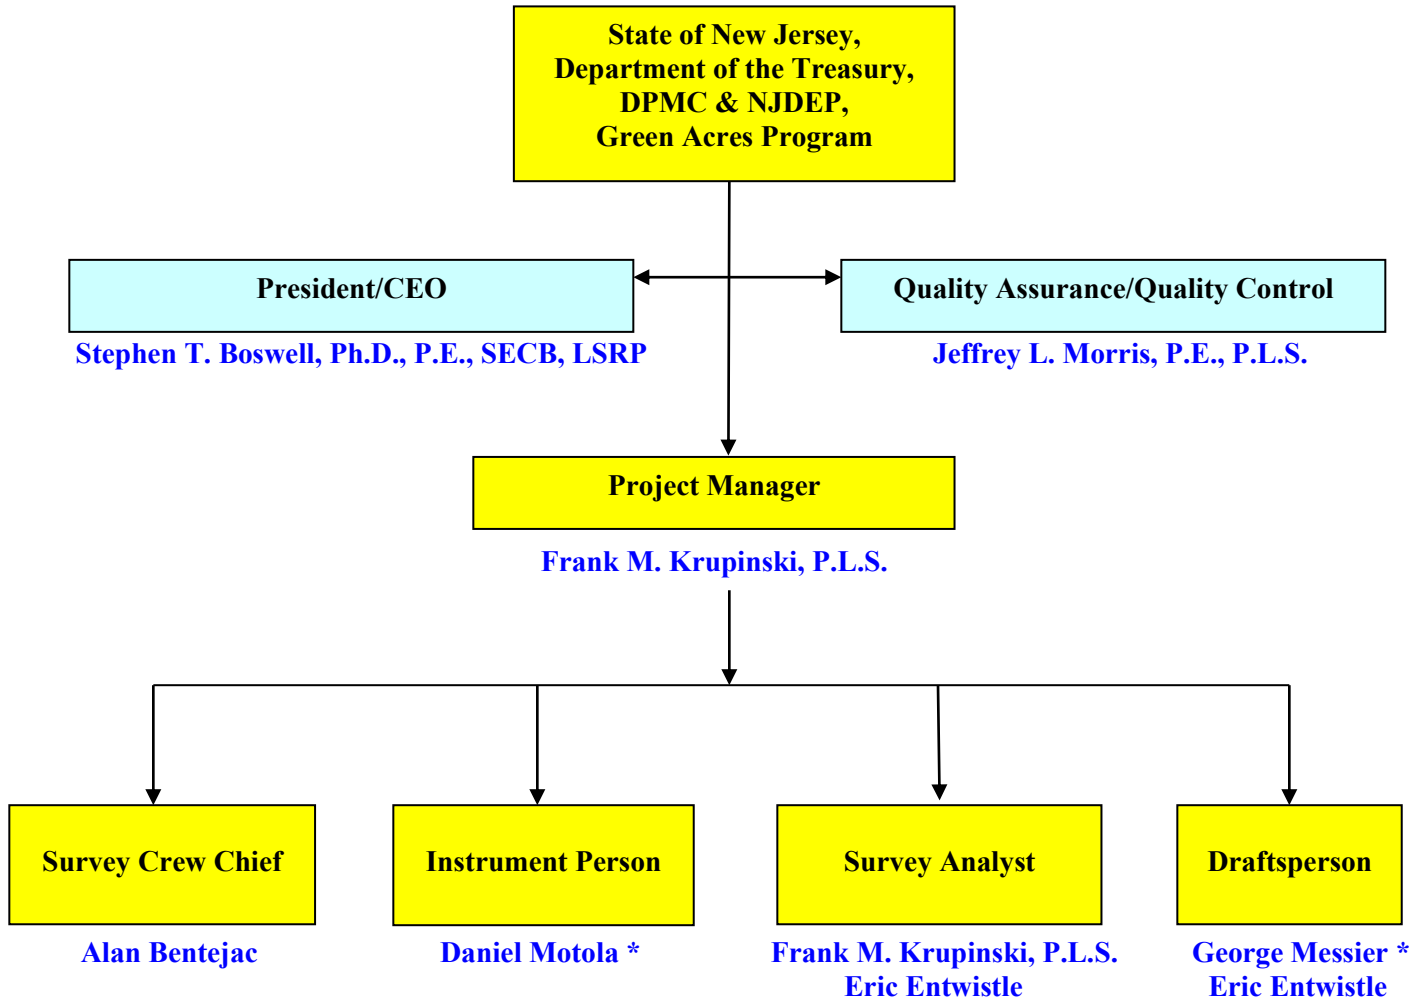 State of New Jersey,
Department of the Treasury,
DPMC & NJDEP,
Green Acres Program
President/CEO
Stephen T. Boswell, Ph.D., P.E., SECB, LSRP
Quality Assurance/Quality Control
Jeffrey L. Morris, P.E., P.L.S.
Project Manager
Frank M. Krupinski, P.L.S.
Survey Crew Chief
Alan Bentejac
Instrument Person
Daniel Motola *
Survey Analyst
Frank M. Krupinski, P.L.S.
Eric Entwistle
Draftsperson
George Messier *
Eric Entwistle